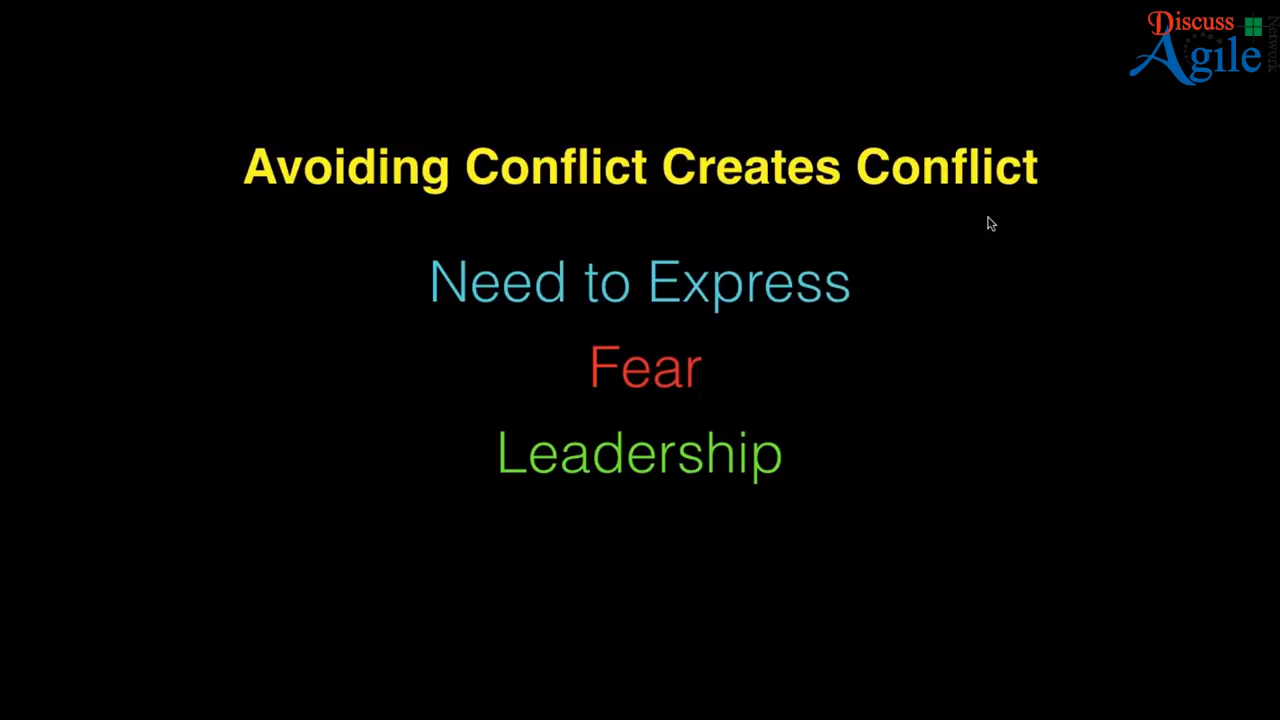 Discuss
Agile
Network
Avoiding Conflict Creates Conflict
Need to Express
Fear
Leadership